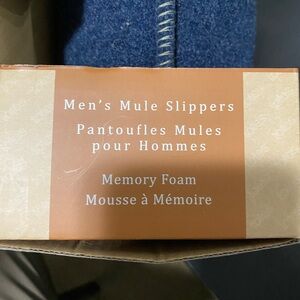 Men's Mule Slippers
Pantoufles Mules
pour Hommes
Memory Foam
Mousse à Mémoire